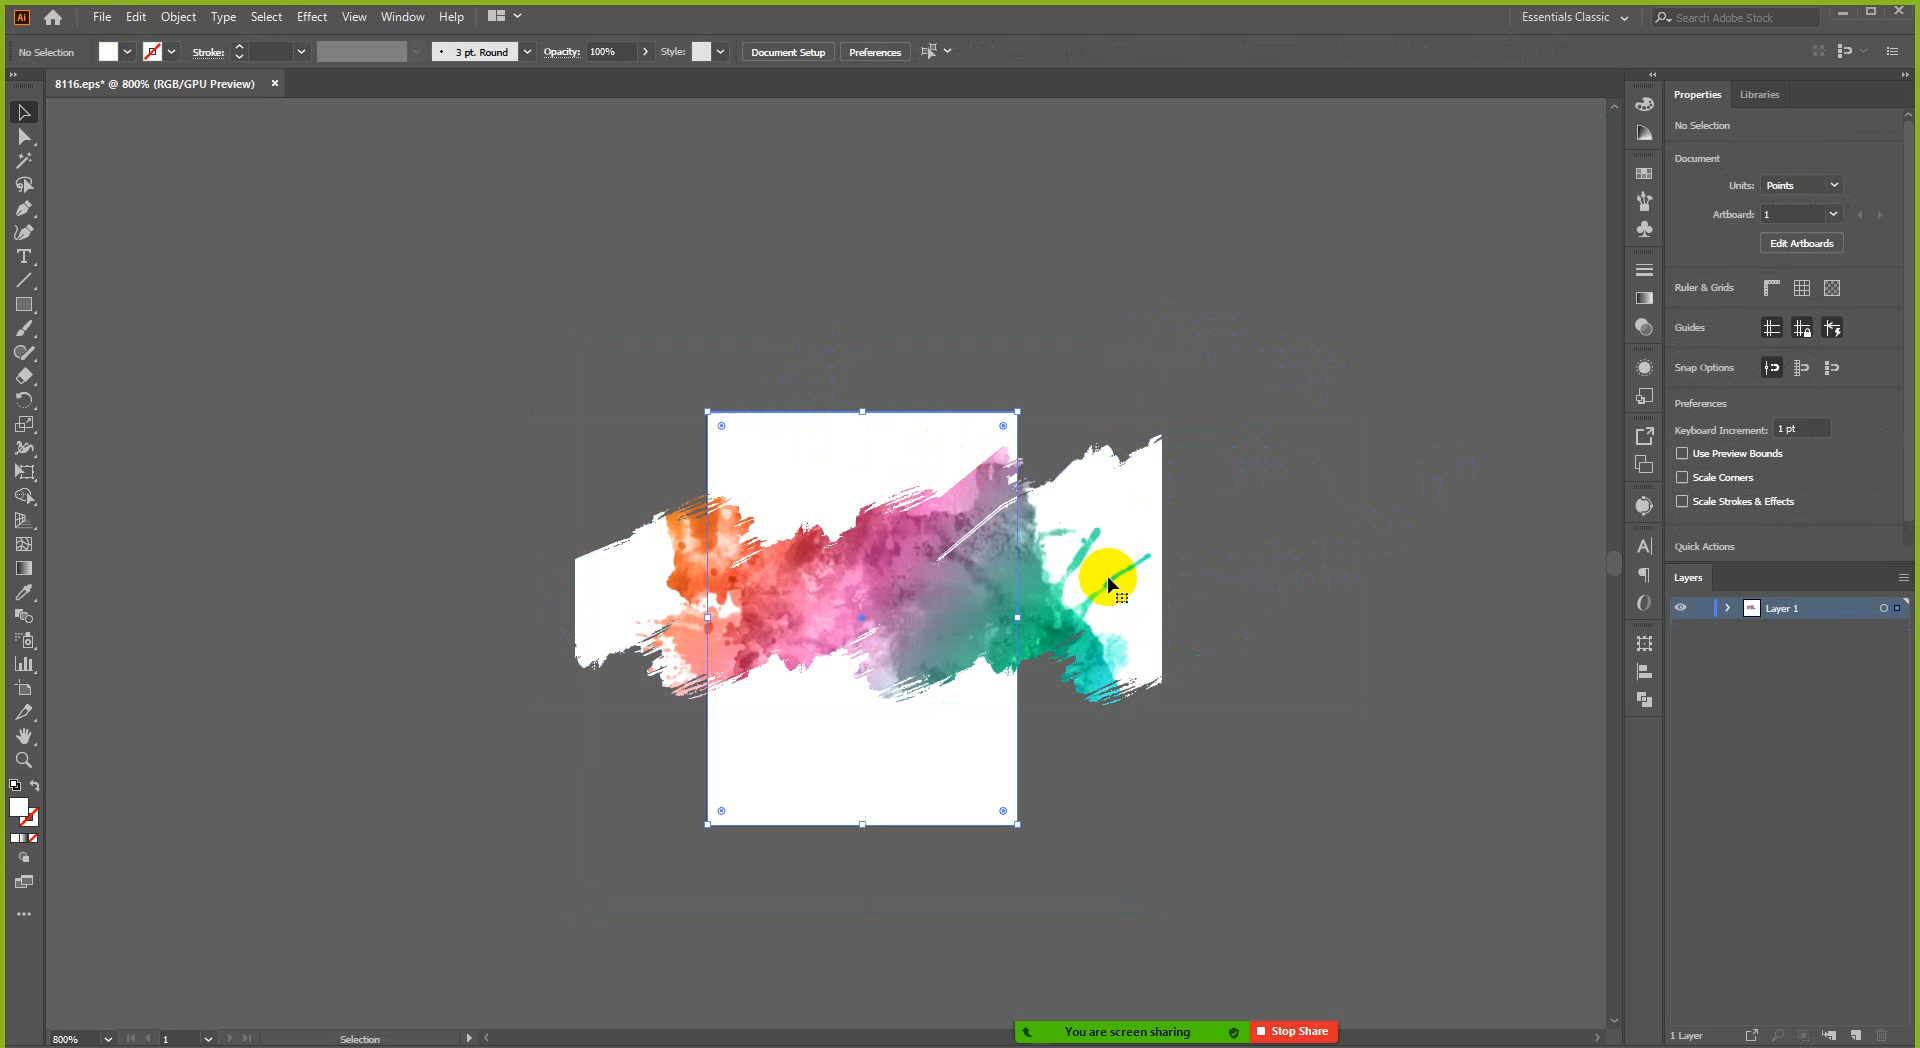 Ai File Edit Object Type Select Effect View Window Help Essentials Classic Search Adobe Stock
No Selection Stroke: 3 pt. Round Opacity: 100% Style: Document Setup Preferences
8116.eps* @ 800% (RGB/GPU Preview) ×
Properties Libraries
No Selection
Document
Units: Points
Artboard: 1
Edit Artboards
Ruler & Grids
Guides
Snap Options
Preferences
Keyboard Increment: 1 pt
Use Preview Bounds
Scale Corners
Scale Strokes & Effects
Quick Actions
Layers
Layer 1
You are screen sharing Stop Share
800% 1 Selection
1 Layer